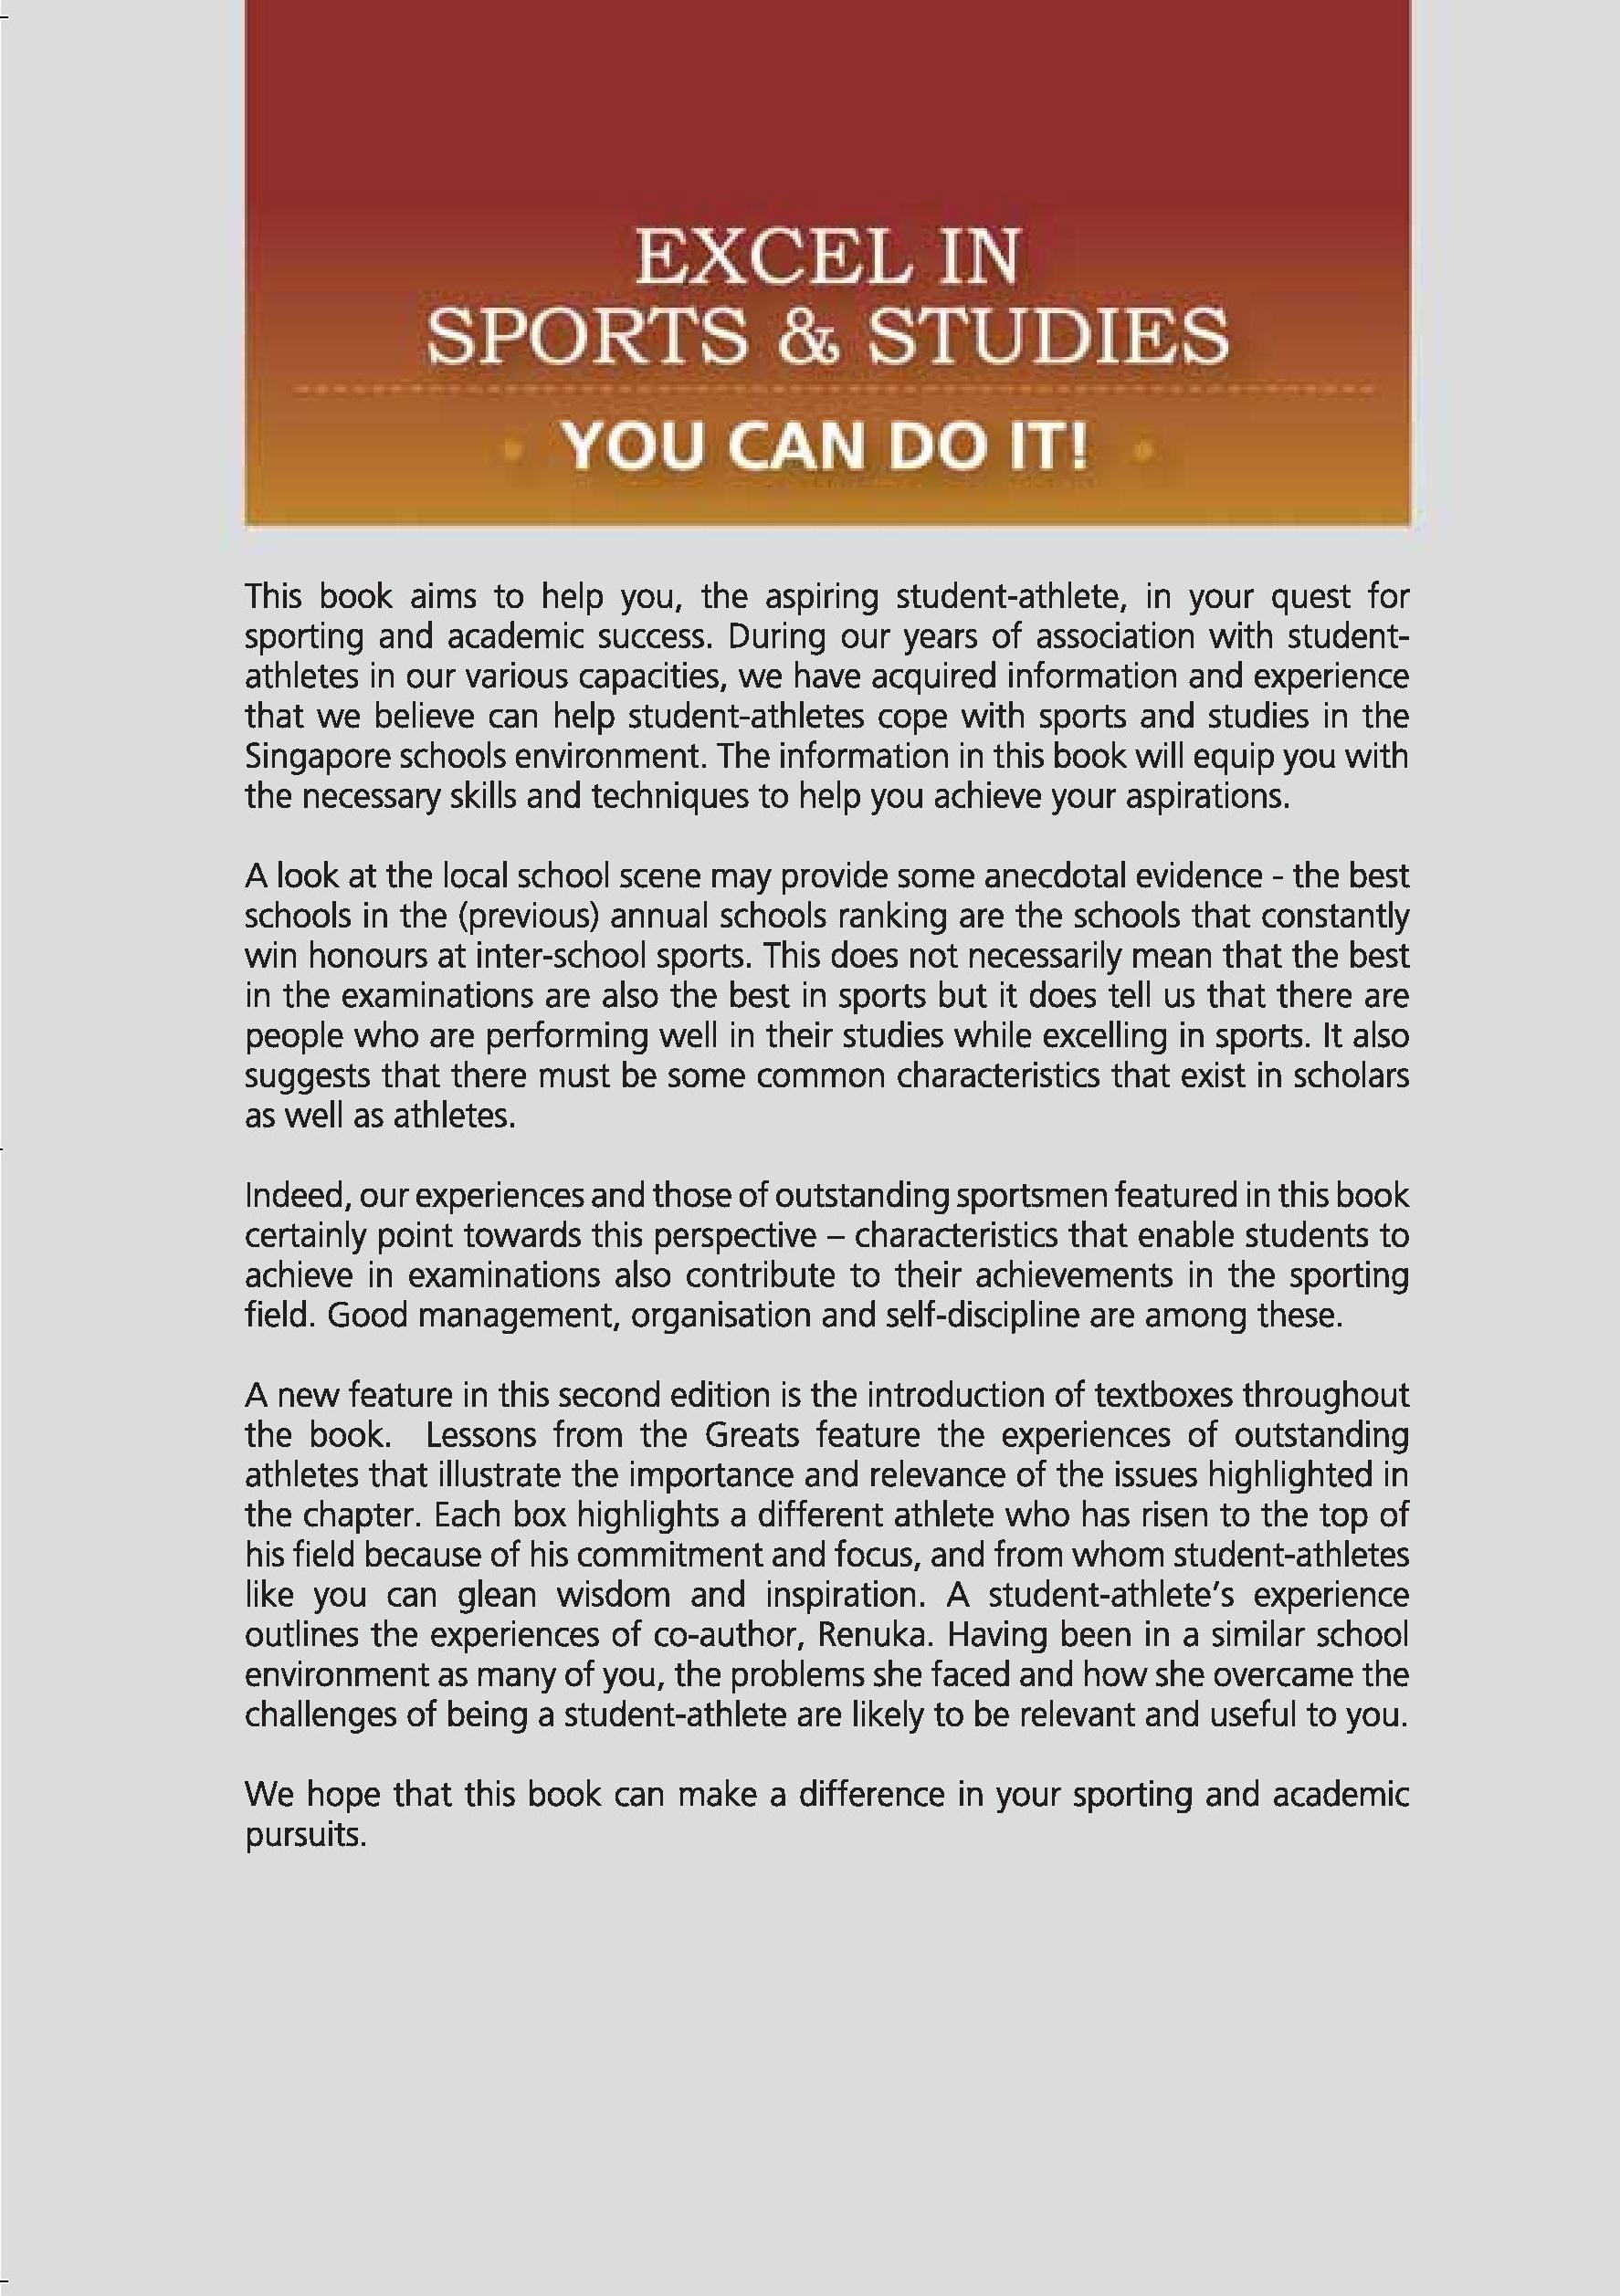 EXCEL IN
SPORTS & STUDIES
YOU CAN DO IT!
This book aims to help you, the aspiring student-athlete, in your quest for
sporting and academic success. During our years of association with student-
athletes in our various capacities, we have acquired information and experience
that we believe can help student-athletes cope with sports and studies in the
Singapore schools environment. The information in this book will equip you with
the necessary skills and techniques to help you achieve your aspirations.
A look at the local school scene may provide some anecdotal evidence - the best
schools in the (previous) annual schools ranking are the schools that constantly
win honours at inter-school sports. This does not necessarily mean that the best
in the examinations are also the best in sports but it does tell us that there are
people who are performing well in their studies while excelling in sports. It also
suggests that there must be some common characteristics that exist in scholars
as well as athletes.
Indeed, our experiences and those of outstanding sportsmen featured in this book
certainly point towards this perspective – characteristics that enable students to
achieve in examinations also contribute to their achievements in the sporting
field. Good management, organisation and self-discipline are among these.
A new feature in this second edition is the introduction of textboxes throughout
the book. Lessons from the Greats feature the experiences of outstanding
athletes that illustrate the importance and relevance of the issues highlighted in
the chapter. Each box highlights a different athlete who has risen to the top of
his field because of his commitment and focus, and from whom student-athletes
like you can glean wisdom and inspiration. A student-athlete's experience
outlines the experiences of co-author, Renuka. Having been in a similar school
environment as many of you, the problems she faced and how she overcame the
challenges of being a student-athlete are likely to be relevant and useful to you.
We hope that this book can make a difference in your sporting and academic
pursuits.